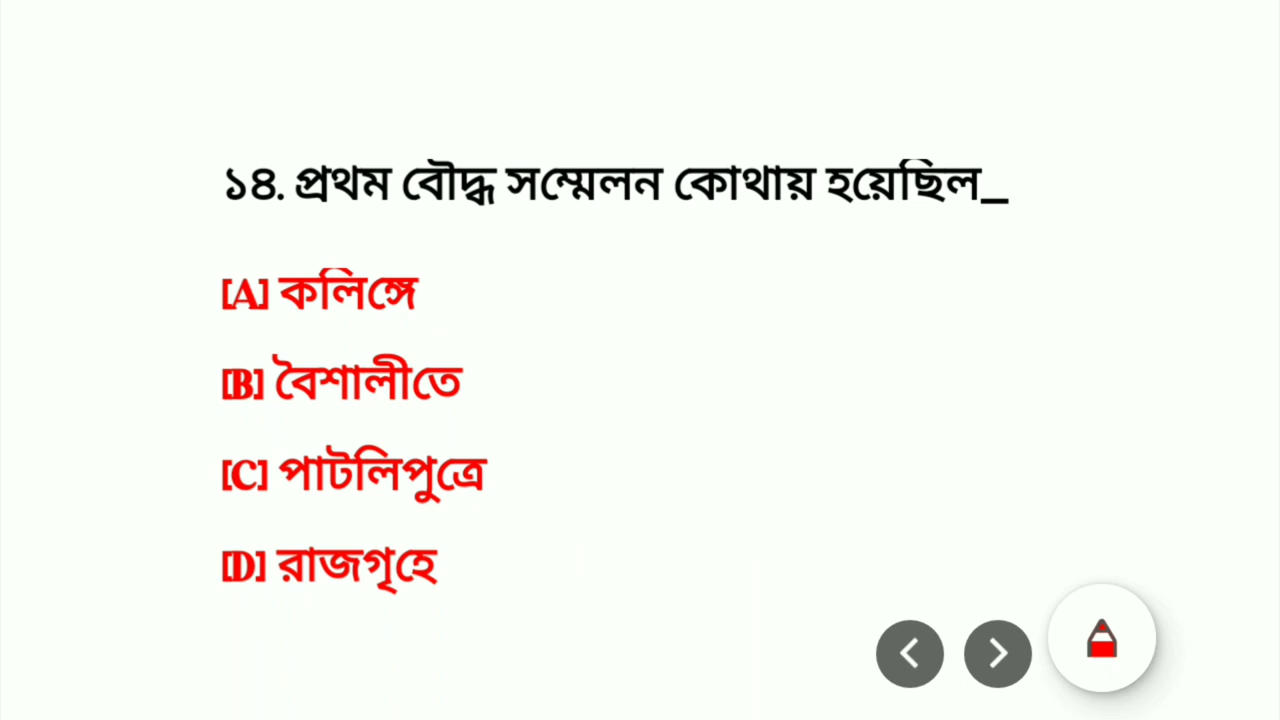 ১৪. প্রথম বৌদ্ধ সম্মেলন কোথায় হয়েছিল_
[A] কলিঙ্গে
[B] বৈশালীতে
[C] পাটলিপুত্রে
[D] রাজগৃহে